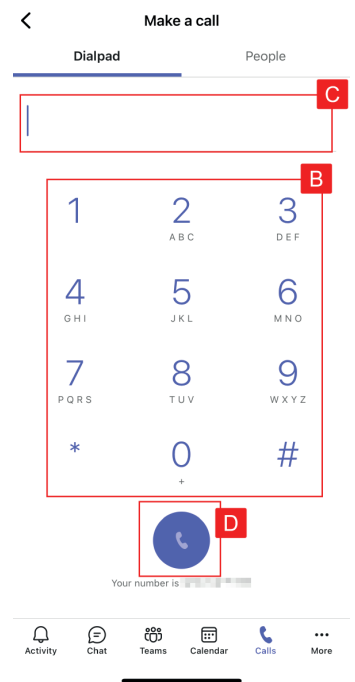 Make a call
Dialpad People
C
B
1 2 3
ABC DEF
4 5 6
GHI JKL MNO
7 8 9
PQRS TUV WXYZ
* 0 #
+
D
Your number is
Activity Chat Teams Calendar Calls More